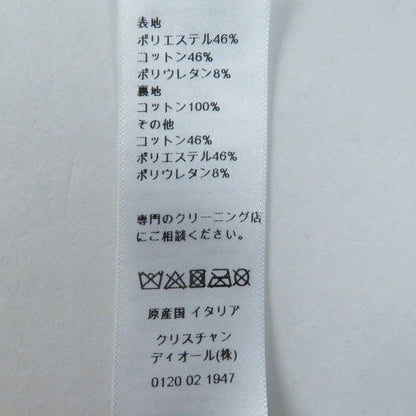 表地
ポリエステル46%
コットン46%
ポリウレタン8%
裏地
コットン100%
その他
コットン46%
ポリエステル46%
ポリウレタン8%
専門のクリーニング店
にご相談ください。
原産国 イタリア
クリスチャン
ディオール(株)
0120 02 1947